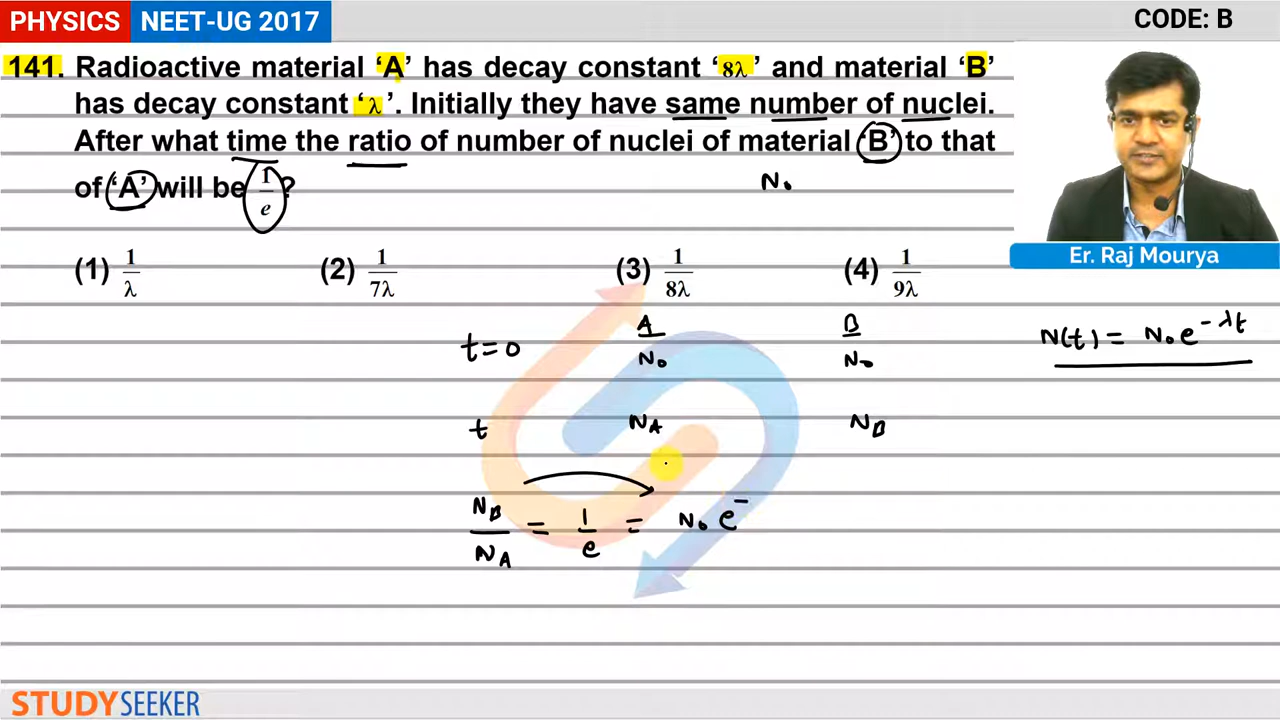 PHYSICS NEET-UG 2017 CODE: B
141. Radioactive material ‘A’ has decay constant ‘8λ’ and material ‘B’
has decay constant ‘λ’. Initially they have same number of nuclei.
After what time the ratio of number of nuclei of material ‘B’ to that
of ‘A’ will be 1/e ?
N₀
Er. Raj Mourya
(1) 1/λ (2) 1/7λ (3) 1/8λ (4) 1/9λ
A B
t=0 N₀ N₀
N(t) = N₀e^-λt
t N_A N_B
N_B/N_A = 1/e = N₀ e^-
STUDY SEEKER